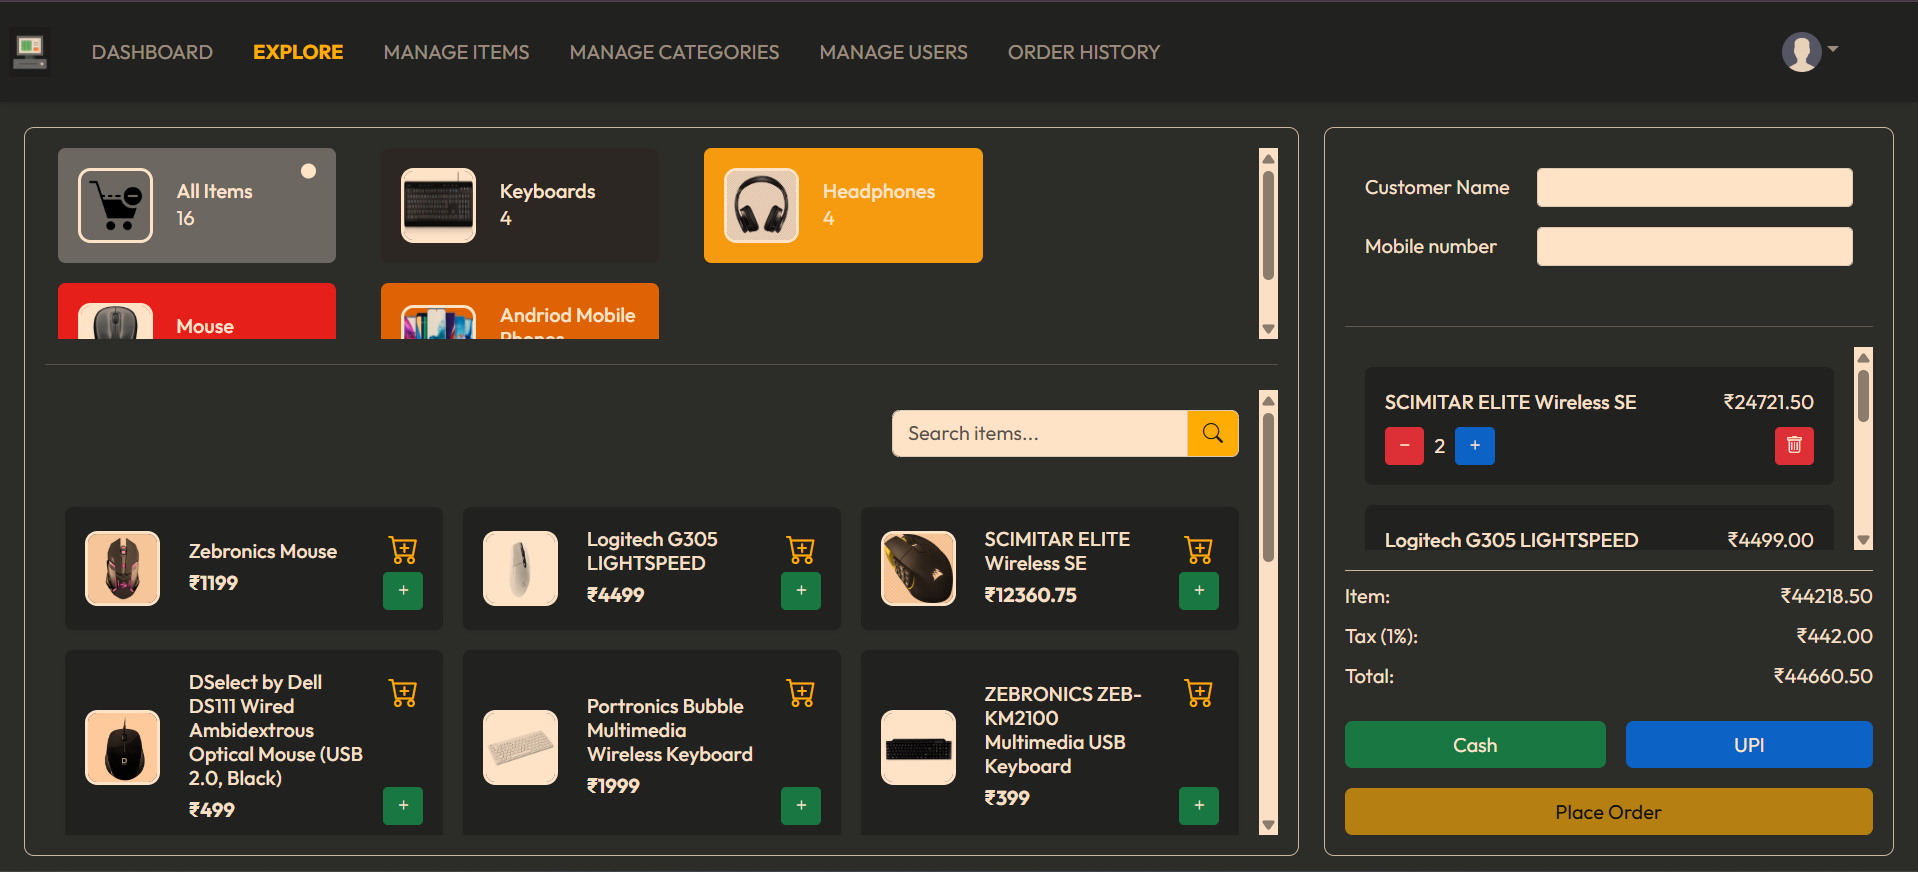 DASHBOARD
EXPLORE
MANAGE ITEMS
MANAGE CATEGORIES
MANAGE USERS
ORDER HISTORY
All Items
16
Keyboards
4
Headphones
4
Mouse
Andriod Mobile
Phones
Search items...
Zebronics Mouse
₹1199
+
Logitech G305
LIGHTSPEED
₹4499
+
SCIMITAR ELITE
Wireless SE
₹12360.75
+
DSelect by Dell
DS111 Wired
Ambidextrous
Optical Mouse (USB
2.0, Black)
₹499
+
Portronics Bubble
Multimedia
Wireless Keyboard
₹1999
+
ZEBRONICS ZEB-
KM2100
Multimedia USB
Keyboard
₹399
+
Customer Name
Mobile number
SCIMITAR ELITE Wireless SE ₹24721.50
− 2 +
Logitech G305 LIGHTSPEED ₹4499.00
Item: ₹44218.50
Tax (1%): ₹442.00
Total: ₹44660.50
Cash
UPI
Place Order